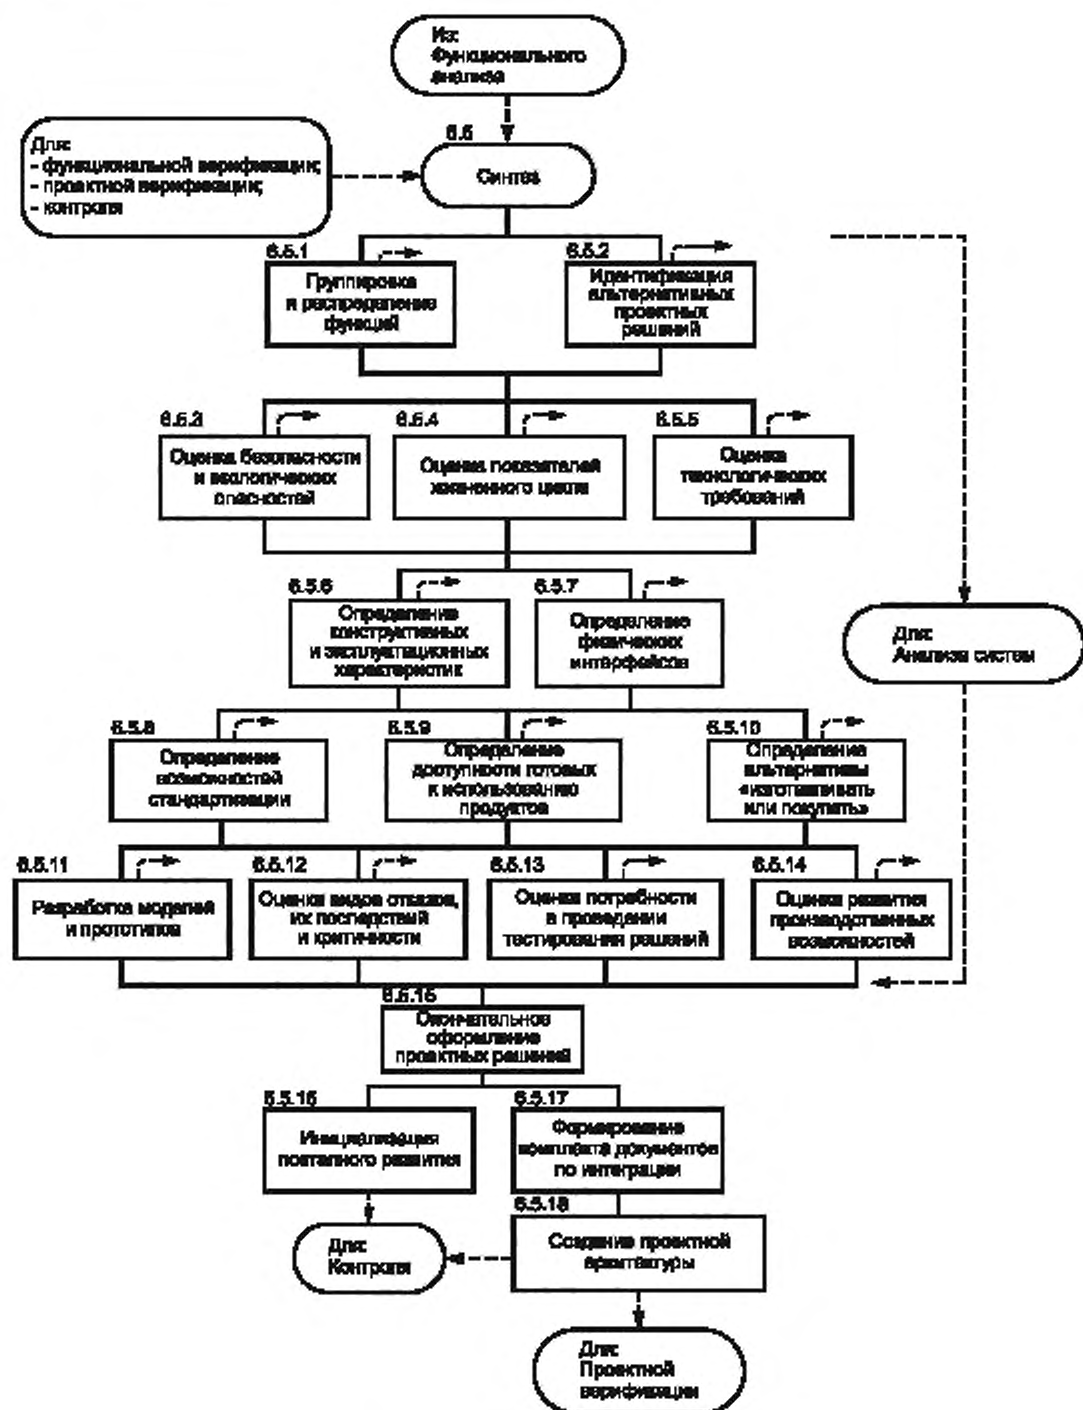 Из:
Функционального
анализа
6.5
Синтез
Для:
- функциональной верификации;
- проектной верификации;
- контроля
6.5.1
Группировка
и распределение
функций
6.5.2
Идентификация
альтернативных
проектных
решений
6.5.3
Оценка безопасности
и экологических
опасностей
6.5.4
Оценка показателей
жизненного цикла
6.5.5
Оценка
технологических
требований
6.5.6
Определение
конструктивных
и эксплуатационных
характеристик
6.5.7
Определение
физических
интерфейсов
Для:
Анализа систем
6.5.8
Определение
возможностей
стандартизации
6.5.9
Определение
доступности готовых
к использованию
продуктов
6.5.10
Определение
альтернативы
«изготавливать
или покупать»
6.5.11
Разработка моделей
и прототипов
6.5.12
Оценка видов отказов,
их последствий
и критичности
6.5.13
Оценка потребности
в проведении
тестирования решений
6.5.14
Оценка развития
производственных
возможностей
6.5.15
Окончательное
оформление
проектных решений
6.5.16
Инициализация
поэтапного развития
6.5.17
Формирование
комплекта документов
по интеграции
6.5.18
Создание проектной
архитектуры
Для:
Контроля
Для:
Проектной
верификации